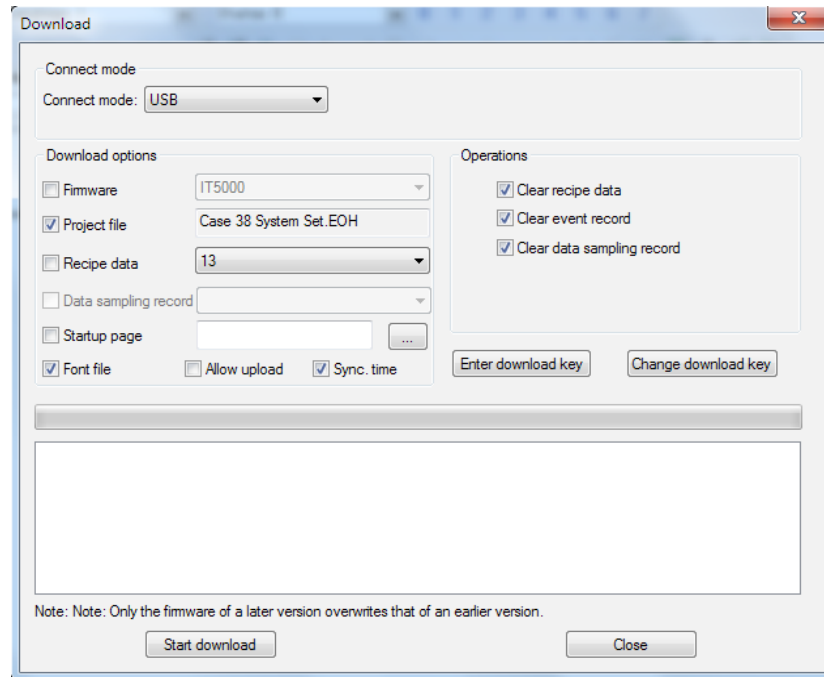 Download
Connect mode
Connect mode: USB
Download options
Firmware IT5000
Project file Case 38 System Set.EOH
Recipe data 13
Data sampling record
Startup page ...
Font file Allow upload Sync. time
Operations
Clear recipe data
Clear event record
Clear data sampling record
Enter download key Change download key
Note: Note: Only the firmware of a later version overwrites that of an earlier version.
Start download Close